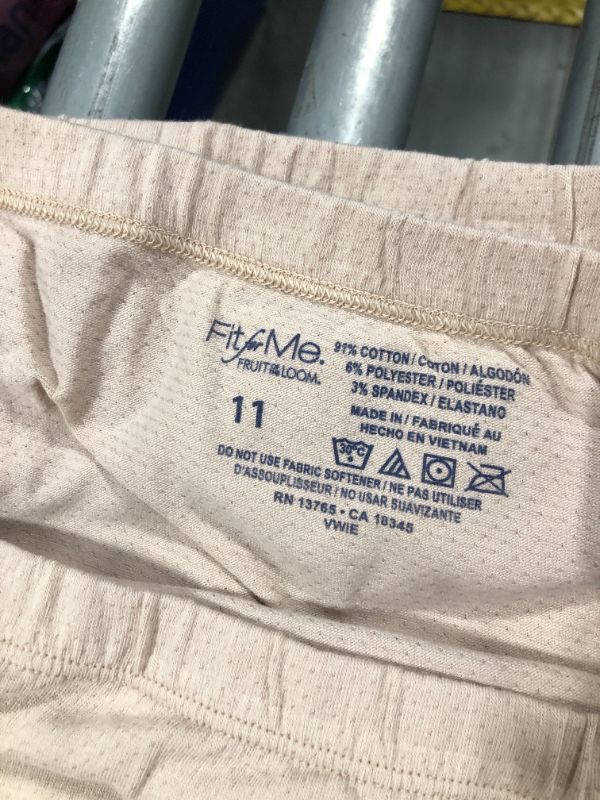 Fit for Me.
FRUIT OF THE LOOM.
11
91% COTTON / COTON / ALGODÓN
6% POLYESTER / POLIÉSTER
3% SPANDEX / ELASTANO
MADE IN / FABRIQUÉ AU
HECHO EN VIETNAM
30°C
DO NOT USE FABRIC SOFTENER / NE PAS UTILISER
D'ASSOUPLISSEUR / NO USAR SUAVIZANTE
RN 13765 • CA 18345
VWIE